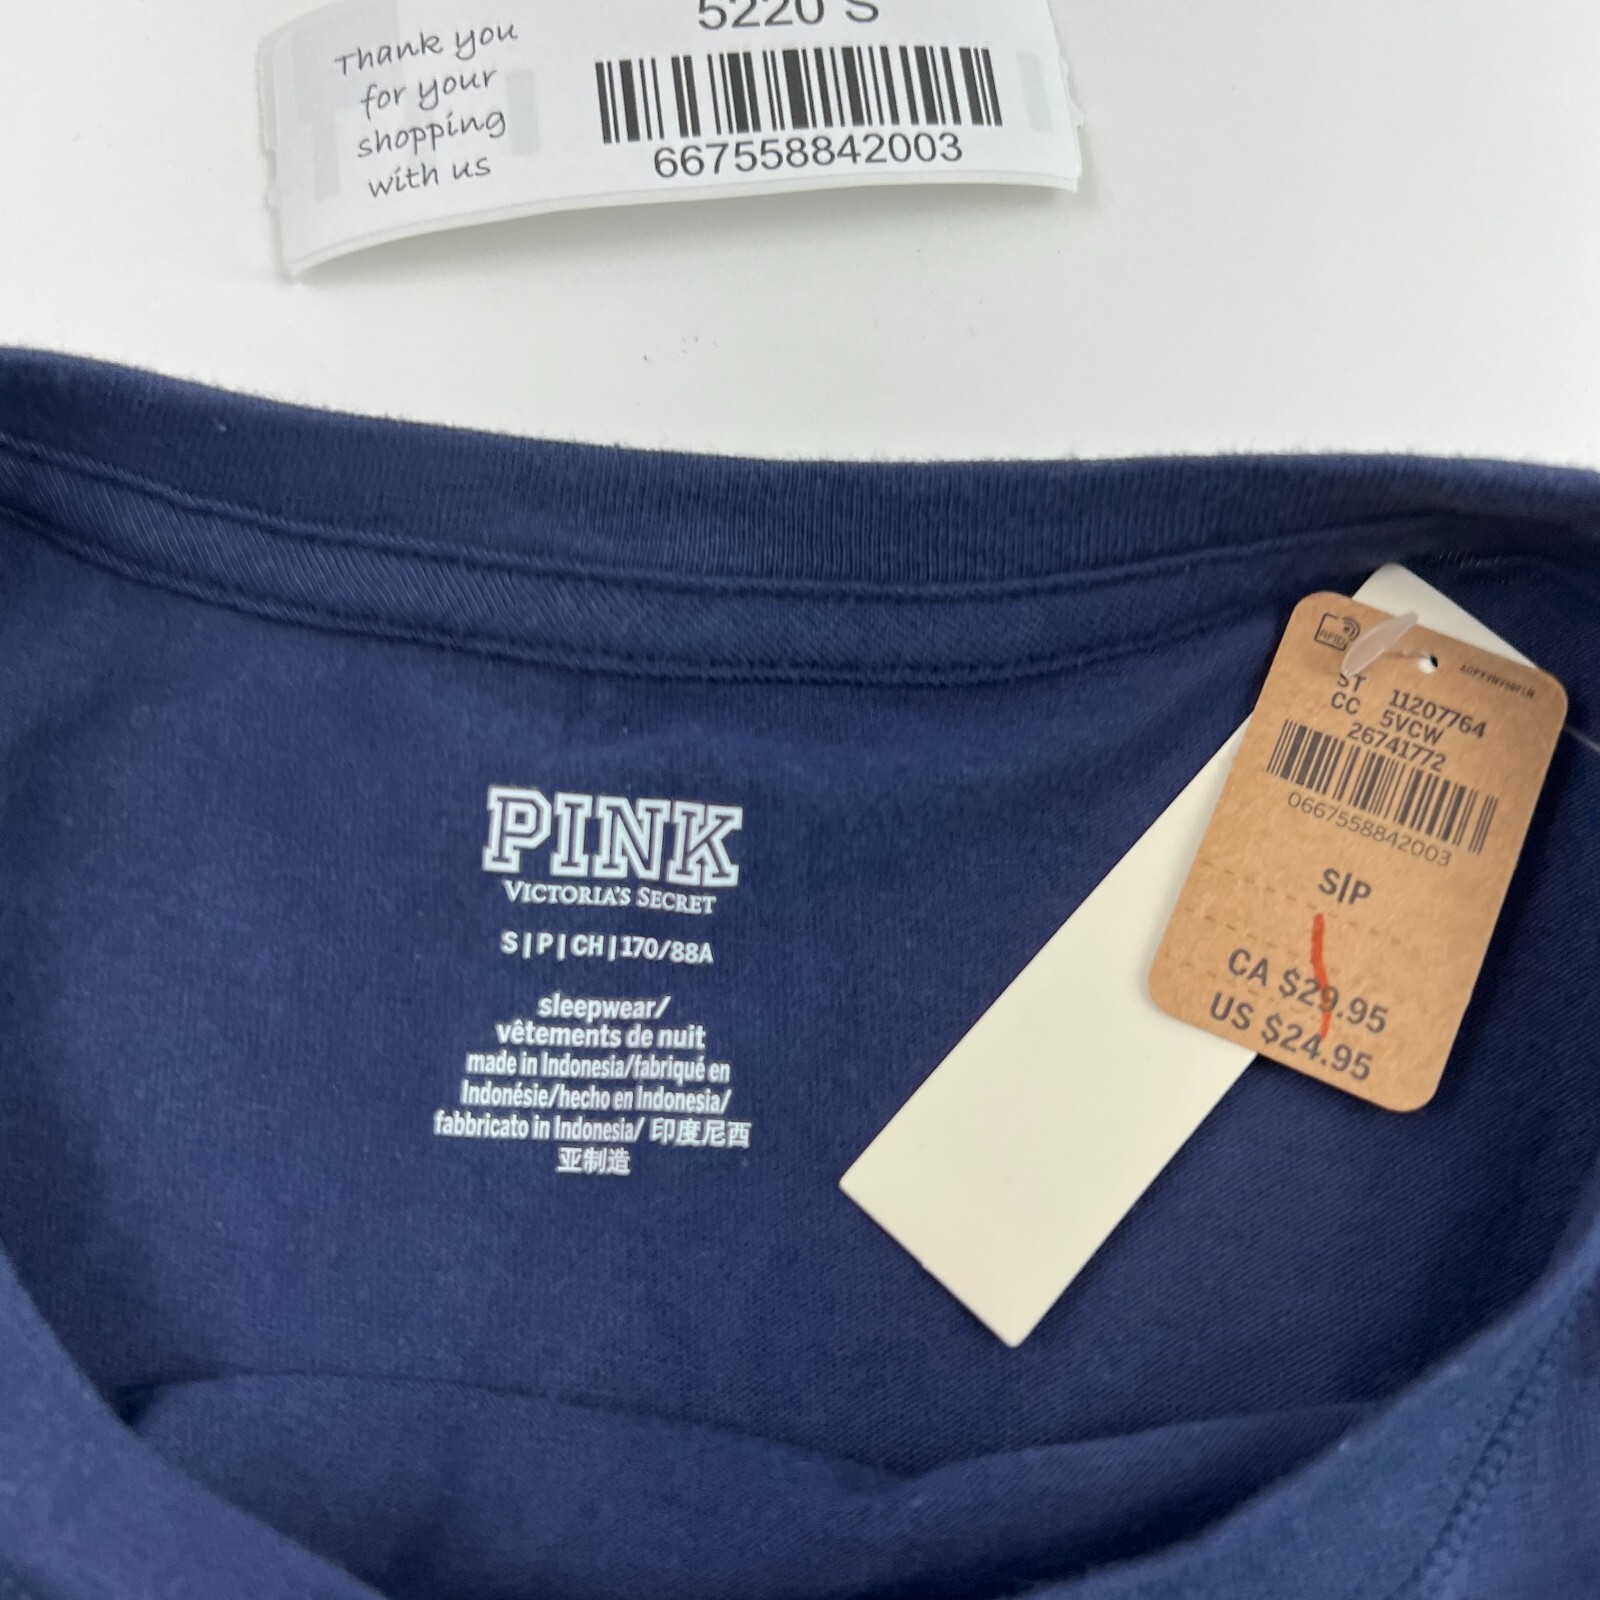 5220 S
Thank you
for your
shopping
with us
667558842003
RFID
ST 11207764
CC 5VCW
26741772
0667558842003
S|P
CA $29.95
US $24.95
PINK
VICTORIA'S SECRET
S | P | CH | 170/88A
sleepwear/
vêtements de nuit
made in Indonesia/fabriqué en
Indonésie/hecho en Indonesia/
fabbricato in Indonesia/ 印度尼西
亚制造